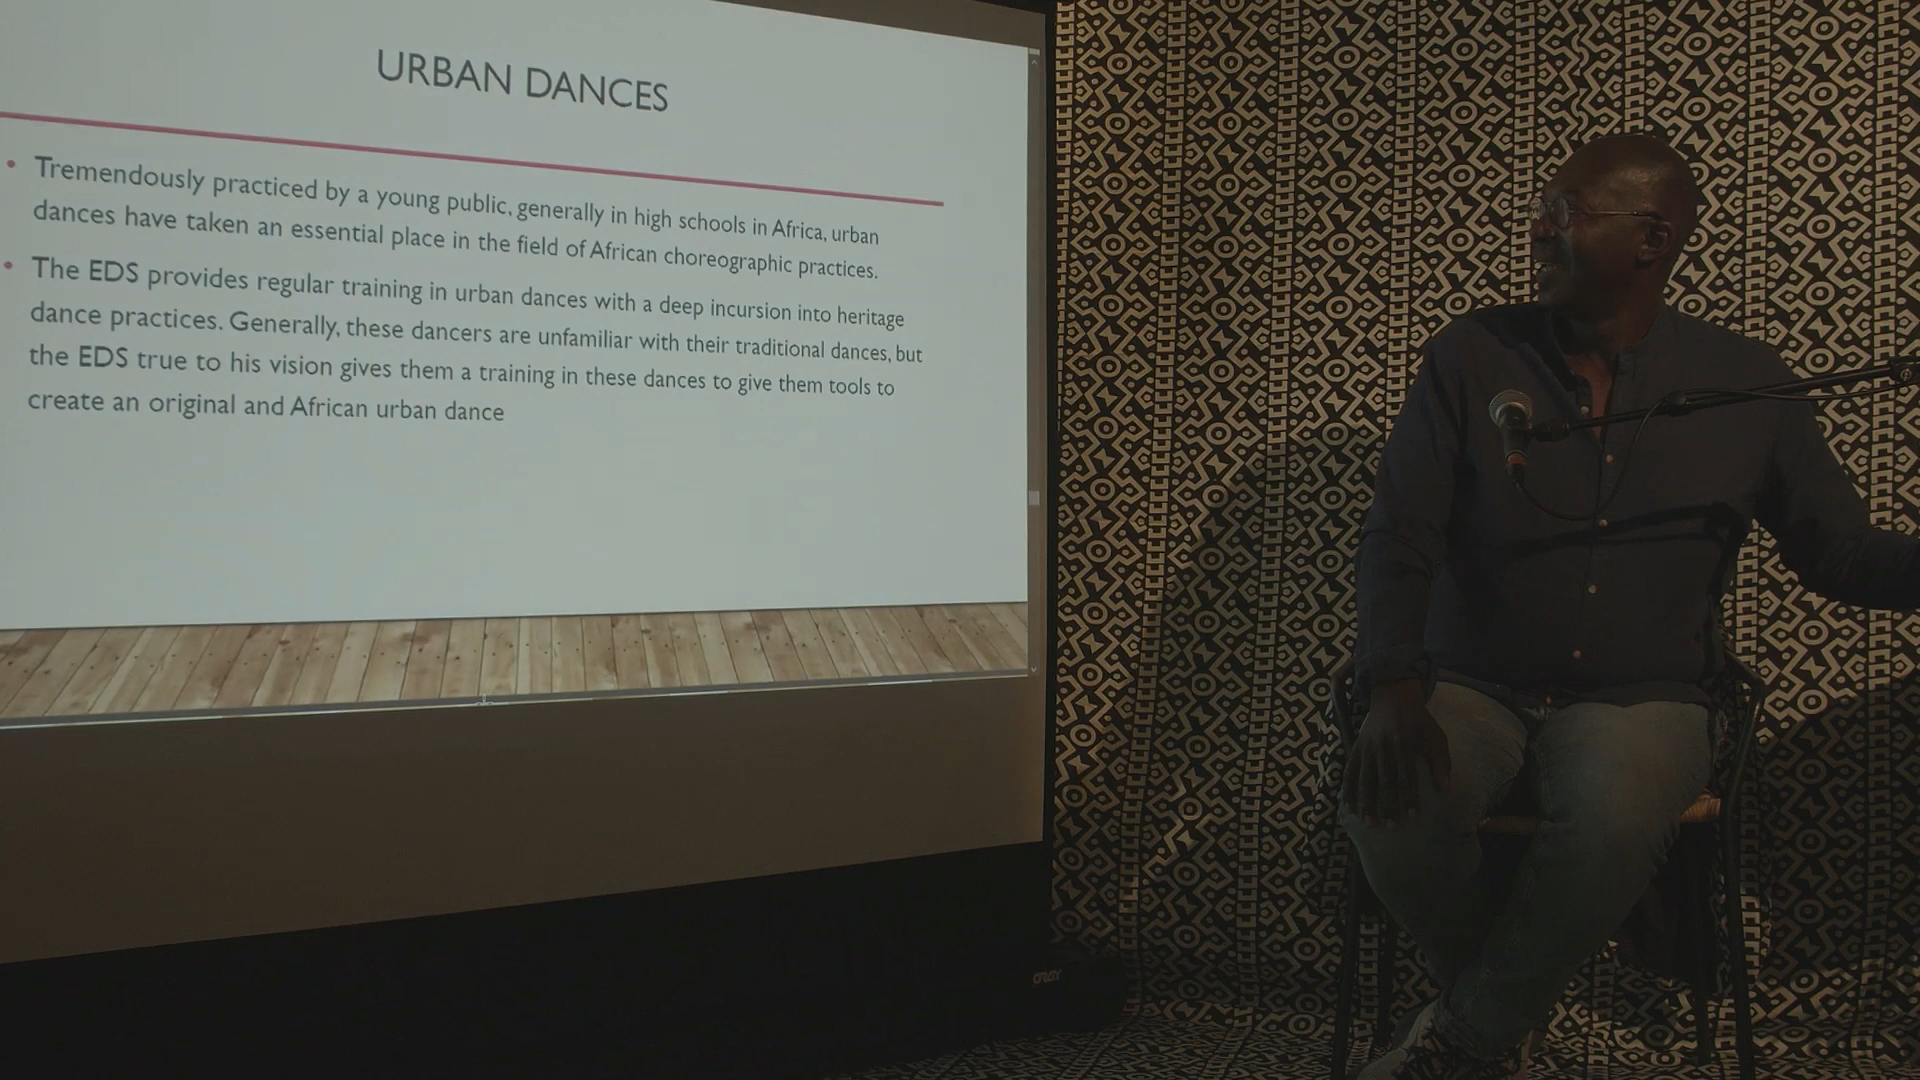 URBAN DANCES
• Tremendously practiced by a young public, generally in high schools in Africa, urban
dances have taken an essential place in the field of African choreographic practices.
• The EDS provides regular training in urban dances with a deep incursion into heritage
dance practices. Generally, these dancers are unfamiliar with their traditional dances, but
the EDS true to his vision gives them a training in these dances to give them tools to
create an original and African urban dance